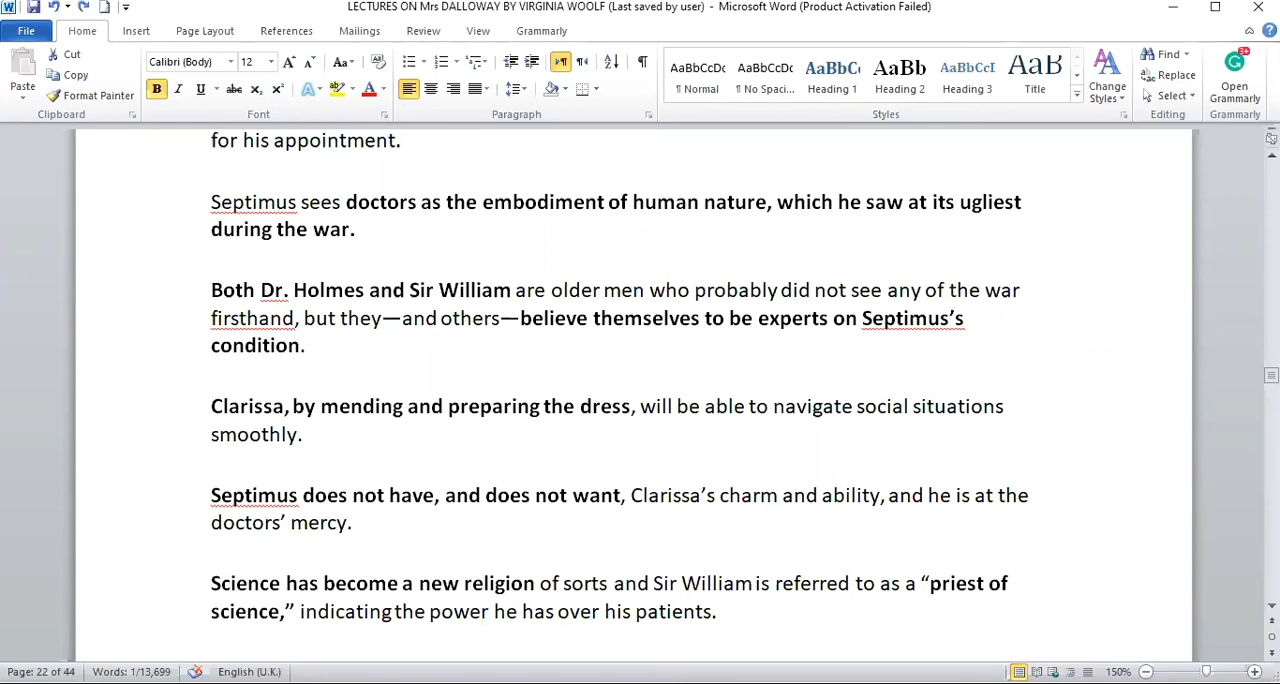 LECTURES ON Mrs DALLOWAY BY VIRGINIA WOOLF (Last saved by user) - Microsoft Word (Product Activation Failed)
File Home Insert Page Layout References Mailings Review View Grammarly
Paste Cut Copy Format Painter Clipboard
Calibri (Body) 12 Font
Paragraph
AaBbCcDc AaBbCcDc AaBbC AaBb AaBbCcI AaB
¶ Normal ¶ No Spaci... Heading 1 Heading 2 Heading 3 Title
Styles
Change Styles
Find Replace Select Editing
Open Grammarly Grammarly
for his appointment.
Septimus sees doctors as the embodiment of human nature, which he saw at its ugliest
during the war.
Both Dr. Holmes and Sir William are older men who probably did not see any of the war
firsthand, but they—and others—believe themselves to be experts on Septimus’s
condition.
Clarissa, by mending and preparing the dress, will be able to navigate social situations
smoothly.
Septimus does not have, and does not want, Clarissa’s charm and ability, and he is at the
doctors’ mercy.
Science has become a new religion of sorts and Sir William is referred to as a “priest of
science,” indicating the power he has over his patients.
Page: 22 of 44 Words: 1/13,699 English (U.K.) 150%